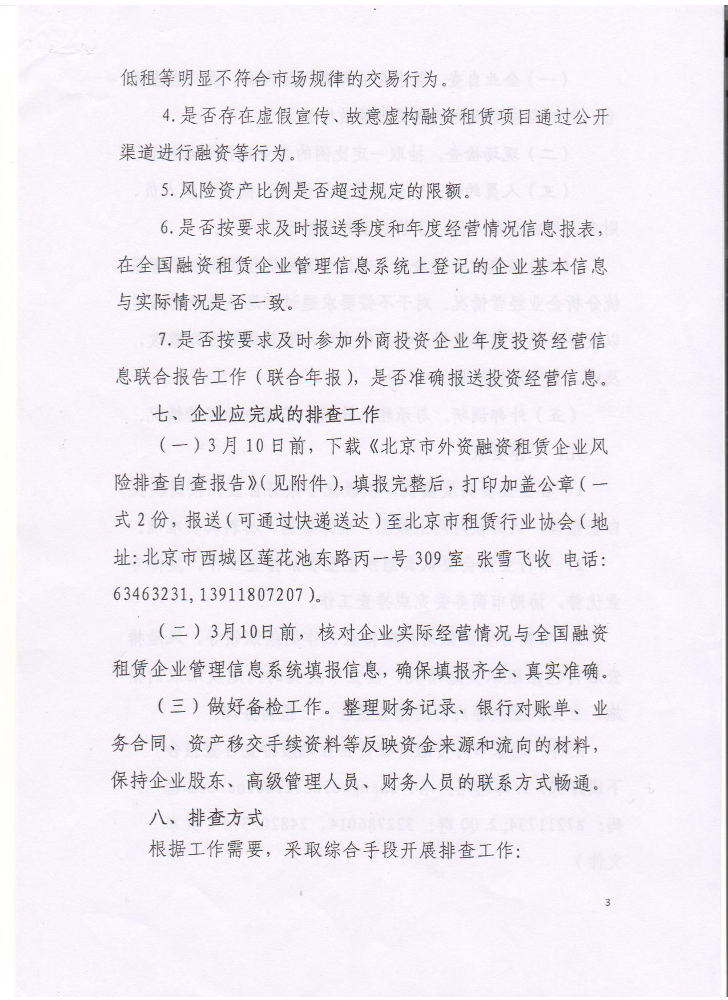 低租等明显不符合市场规律的交易行为。
4.是否存在虚假宣传、故意虚构融资租赁项目通过公开
渠道进行融资等行为。
5.风险资产比例是否超过规定的限额。
6.是否按要求及时报送季度和年度经营情况信息报表,
在全国融资租赁企业管理信息系统上登记的企业基本信息
与实际情况是否一致。
7.是否按要求及时参加外商投资企业年度投资经营信
息联合报告工作(联合年报),是否准确报送投资经营信息。
七、企业应完成的排查工作
(一)3月10日前,下载《北京市外资融资租赁企业风
险排查自查报告》(见附件),填报完整后,打印加盖公章(一
式2份,报送(可通过快递送达)至北京市租赁行业协会(地
址:北京市西城区莲花池东路丙一号309室 张雪飞收 电话:
63463231,13911807207)。
(二)3月10日前,核对企业实际经营情况与全国融资
租赁企业管理信息系统填报信息,确保填报齐全、真实准确。
(三)做好备检工作。整理财务记录、银行对账单、业
务合同、资产移交手续资料等反映资金来源和流向的材料,
保持企业股东、高级管理人员、财务人员的联系方式畅通。
八、排查方式
根据工作需要,采取综合手段开展排查工作:
3